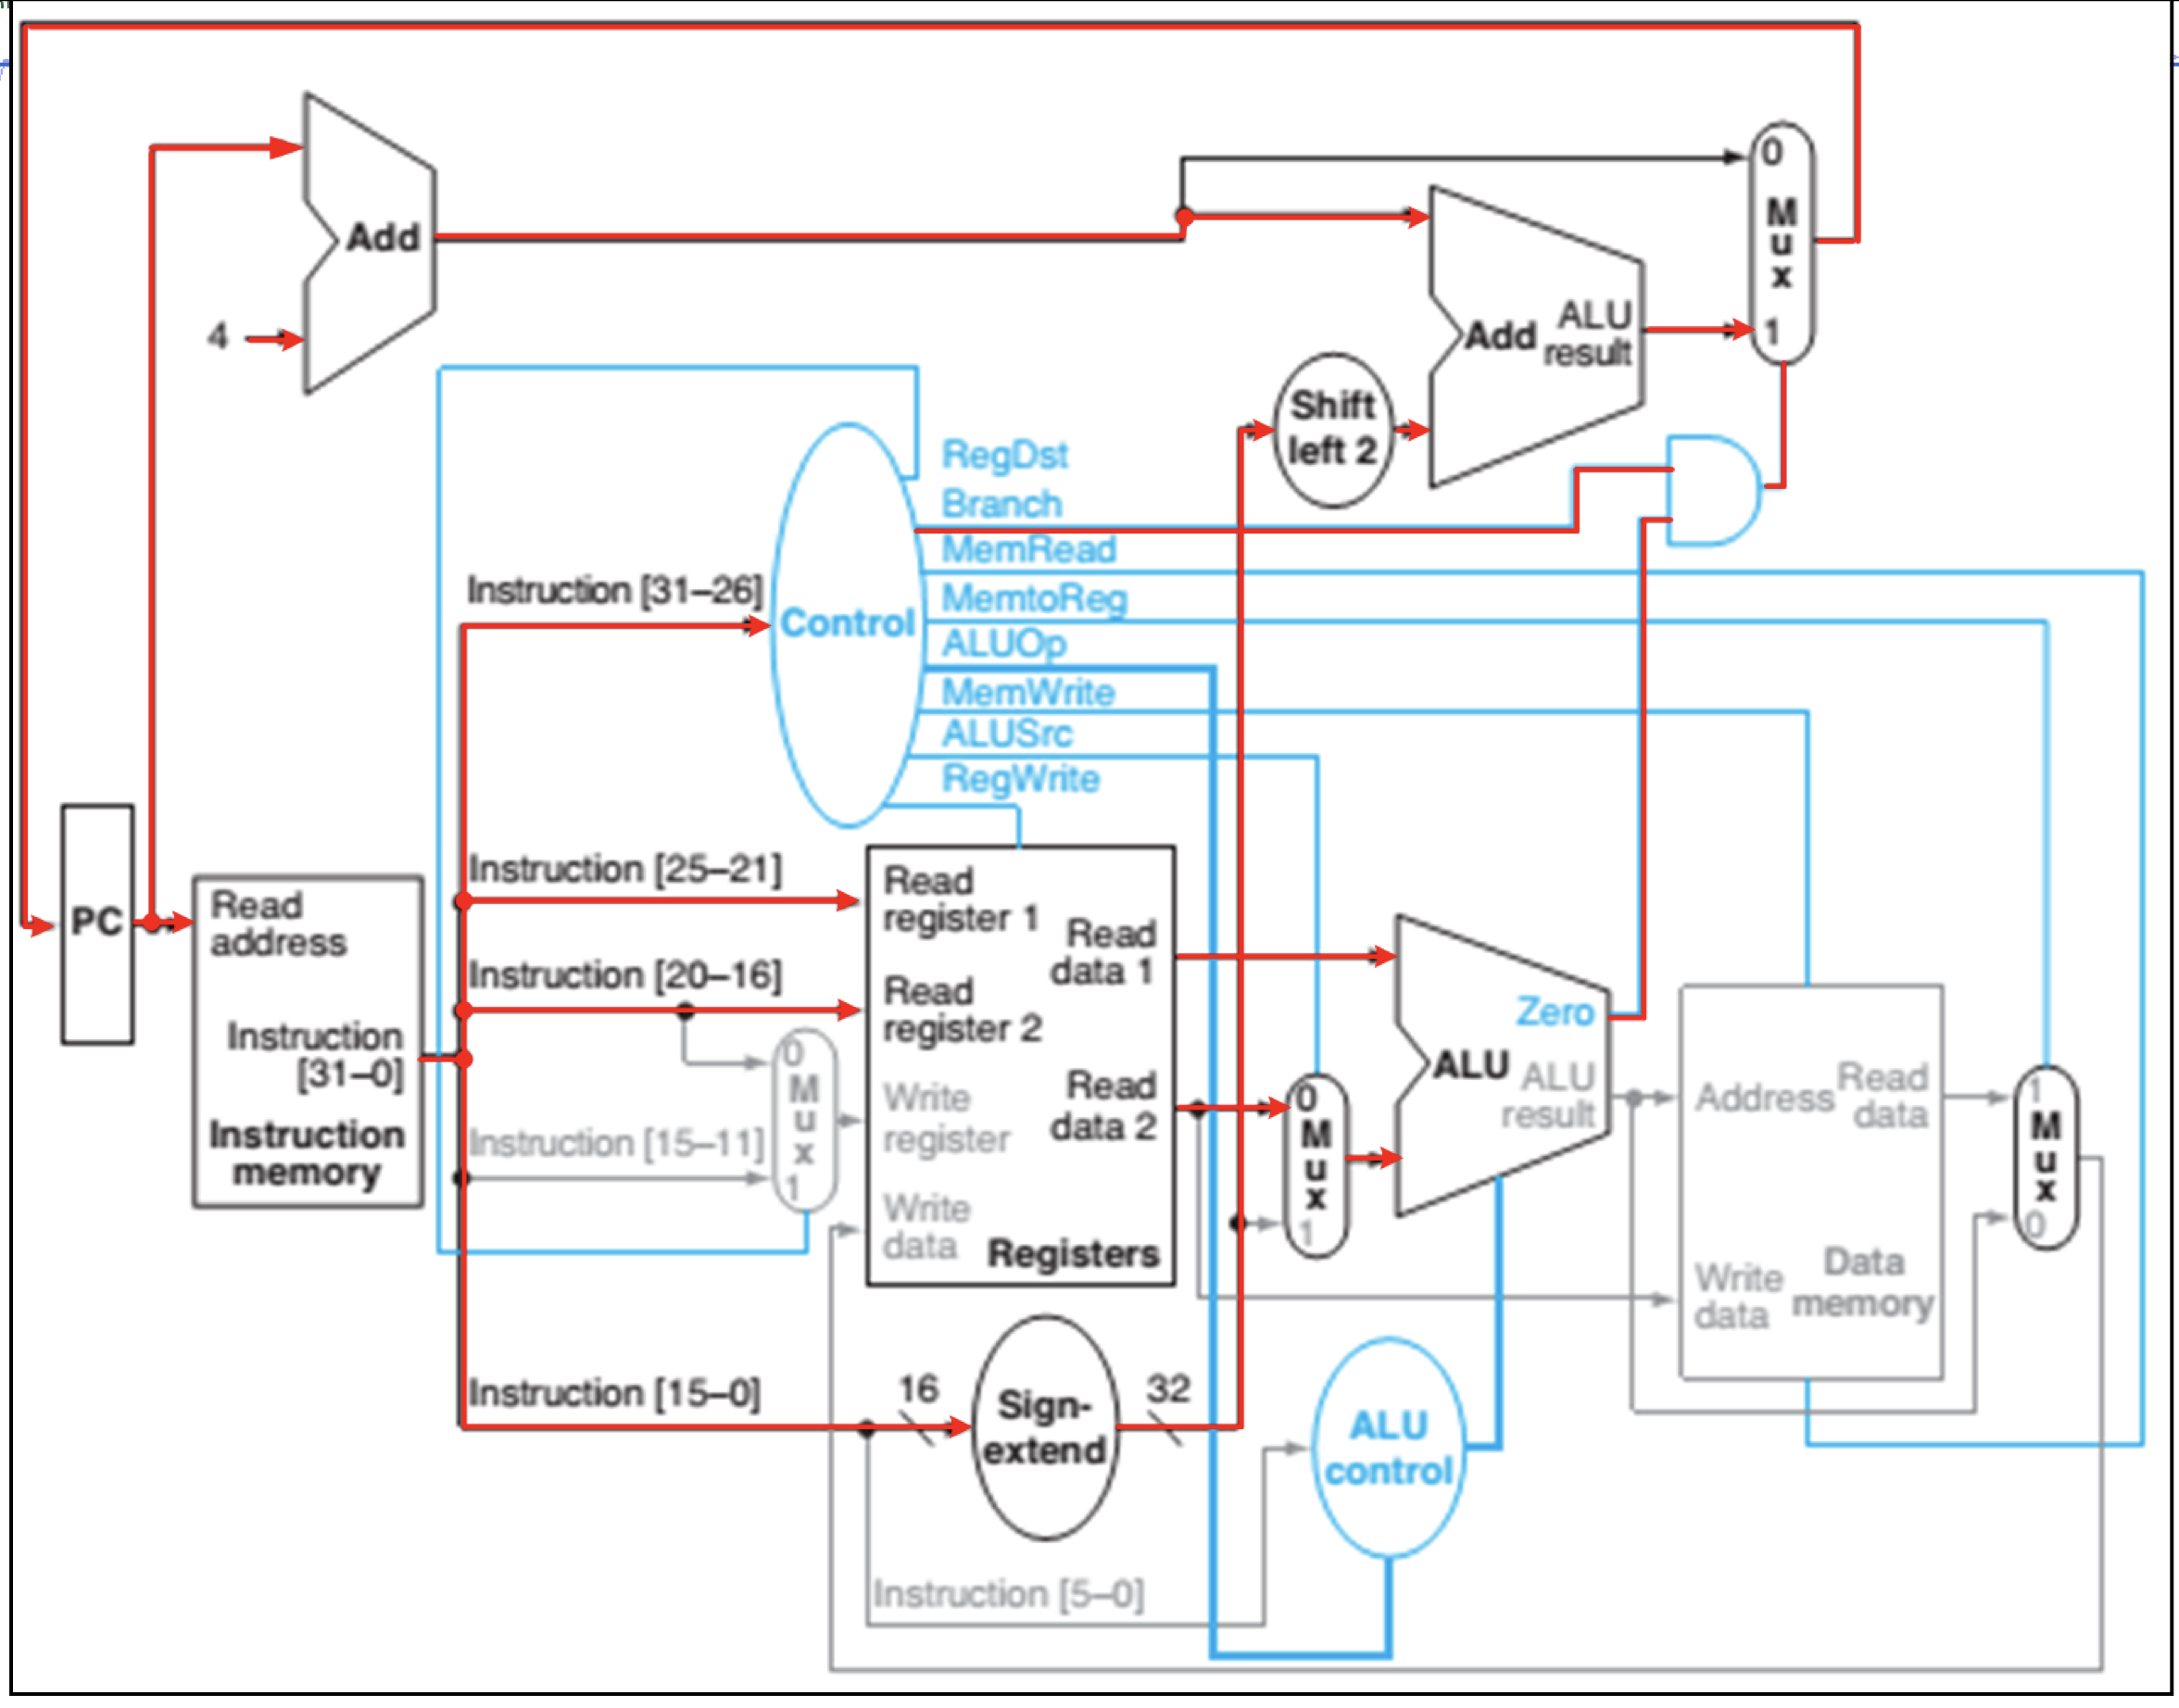 0
M
u
x
1
Add
4
Add
ALU
result
Shift
left 2
RegDst
Branch
MemRead
MemtoReg
ALUOp
MemWrite
ALUSrc
RegWrite
Control
Instruction [31–26]
Instruction [25–21]
Instruction [20–16]
Instruction [15–11]
Instruction [15–0]
PC
Read
address
Instruction
[31–0]
Instruction
memory
0
M
u
x
1
Read
register 1
Read
register 2
Write
register
Write
data
Read
data 1
Read
data 2
Registers
0
M
u
x
1
Zero
ALU
ALU
result
Address
Read
data
Write
data
Data
memory
1
M
u
x
0
16
Sign-
extend
32
ALU
control
Instruction [5–0]